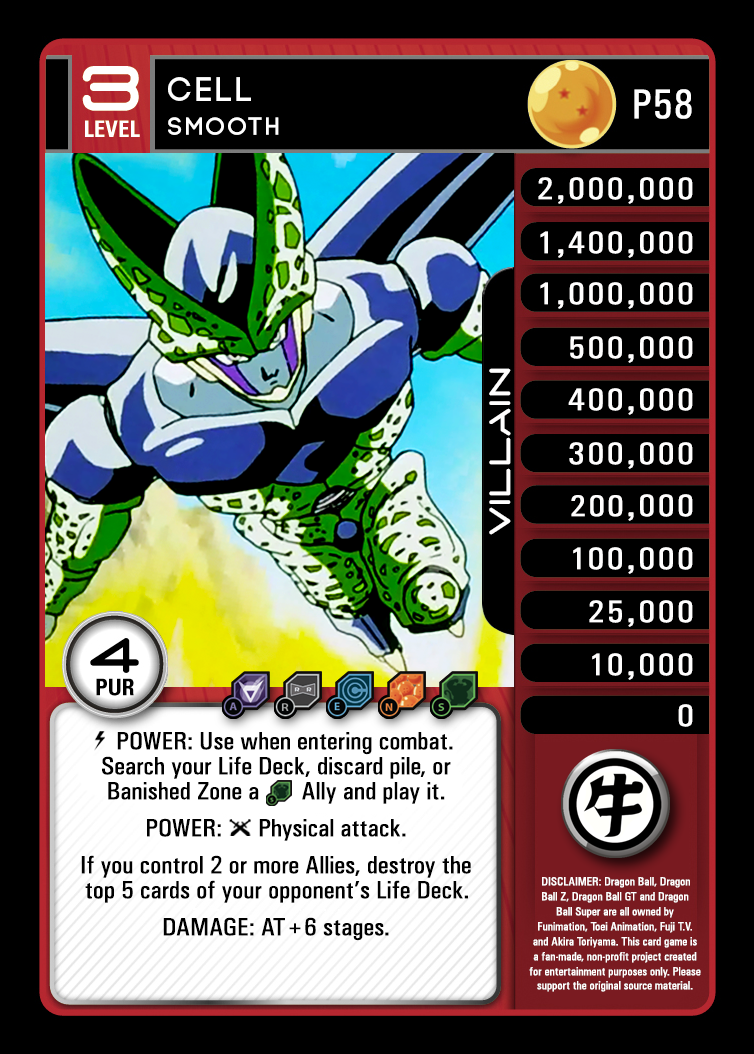 3
LEVEL
CELL
SMOOTH
P58
2,000,000
1,400,000
1,000,000
500,000
400,000
300,000
200,000
100,000
25,000
10,000
0
VILLAIN
4
PUR
A R E N S
POWER: Use when entering combat.
Search your Life Deck, discard pile, or
Banished Zone a S Ally and play it.
POWER: Physical attack.
If you control 2 or more Allies, destroy the
top 5 cards of your opponent's Life Deck.
DAMAGE: AT+6 stages.
牛
DISCLAIMER: Dragon Ball, Dragon
Ball Z, Dragon Ball GT and Dragon
Ball Super are all owned by
Funimation, Toei Animation, Fuji T.V.
and Akira Toriyama. This card game is
a fan-made, non-profit project created
for entertainment purposes only. Please
support the original source material.